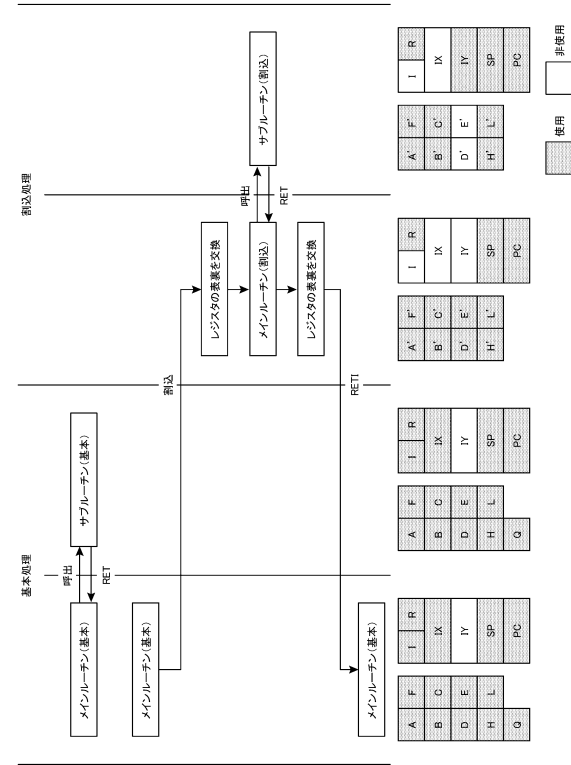 基本処理
割込処理
呼出
メインルーチン(基本)
サブルーチン(基本)
RET
メインルーチン(基本)
割込
レジスタの表裏を交換
呼出
メインルーチン(割込)
サブルーチン(割込)
RET
レジスタの表裏を交換
RETI
メインルーチン(基本)
A F
B C
D E
H L
Q
I R
IX
IY
SP
PC
A F
B C
D E
H L
Q
I R
IX
IY
SP
PC
A' F'
B' C'
D' E'
H' L'
I R
IX
IY
SP
PC
A' F'
B' C'
D' E'
H' L'
I R
IX
IY
SP
PC
使用
非使用